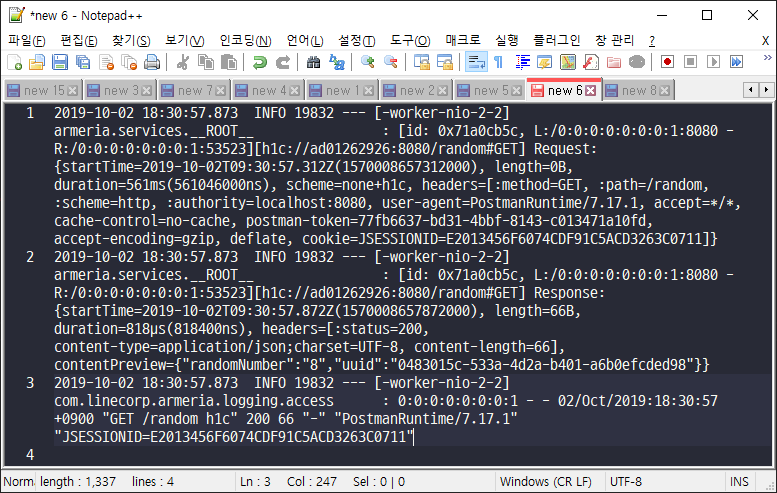 *new 6 - Notepad++
파일(F) 편집(E) 찾기(S) 보기(V) 인코딩(N) 언어(L) 설정(T) 도구(O) 매크로 실행 플러그인 창 관리 ? X
new 15 new 3 new 7 new 4 new 1 new 2 new 5 new 6 new 8
1 2019-10-02 18:30:57.873  INFO 19832 --- [-worker-nio-2-2]
armeria.services.__ROOT__                : [id: 0x71a0cb5c, L:/0:0:0:0:0:0:0:1:8080 -
R:/0:0:0:0:0:0:0:1:53523][h1c://ad01262926:8080/random#GET] Request:
{startTime=2019-10-02T09:30:57.312Z(1570008657312000), length=0B,
duration=561ms(561046000ns), scheme=none+h1c, headers=[:method=GET, :path=/random,
:scheme=http, :authority=localhost:8080, user-agent=PostmanRuntime/7.17.1, accept=*/*,
cache-control=no-cache, postman-token=77fb6637-bd31-4bbf-8143-c013471a10fd,
accept-encoding=gzip, deflate, cookie=JSESSIONID=E2013456F6074CDF91C5ACD3263C0711]}
2 2019-10-02 18:30:57.873  INFO 19832 --- [-worker-nio-2-2]
armeria.services.__ROOT__                : [id: 0x71a0cb5c, L:/0:0:0:0:0:0:0:1:8080 -
R:/0:0:0:0:0:0:0:1:53523][h1c://ad01262926:8080/random#GET] Response:
{startTime=2019-10-02T09:30:57.872Z(1570008657872000), length=66B,
duration=818µs(818400ns), headers=[:status=200,
content-type=application/json;charset=UTF-8, content-length=66],
contentPreview={"randomNumber":"8","uuid":"0483015c-533a-4d2a-b401-a6b0efcded98"}}
3 2019-10-02 18:30:57.873  INFO 19832 --- [-worker-nio-2-2]
com.linecorp.armeria.logging.access      : 0:0:0:0:0:0:0:1 - - 02/Oct/2019:18:30:57
+0900 "GET /random h1c" 200 66 "-" "PostmanRuntime/7.17.1"
"JSESSIONID=E2013456F6074CDF91C5ACD3263C0711"
4
Norm length : 1,337 lines : 4 Ln : 3 Col : 247 Sel : 0 | 0 Windows (CR LF) UTF-8 INS